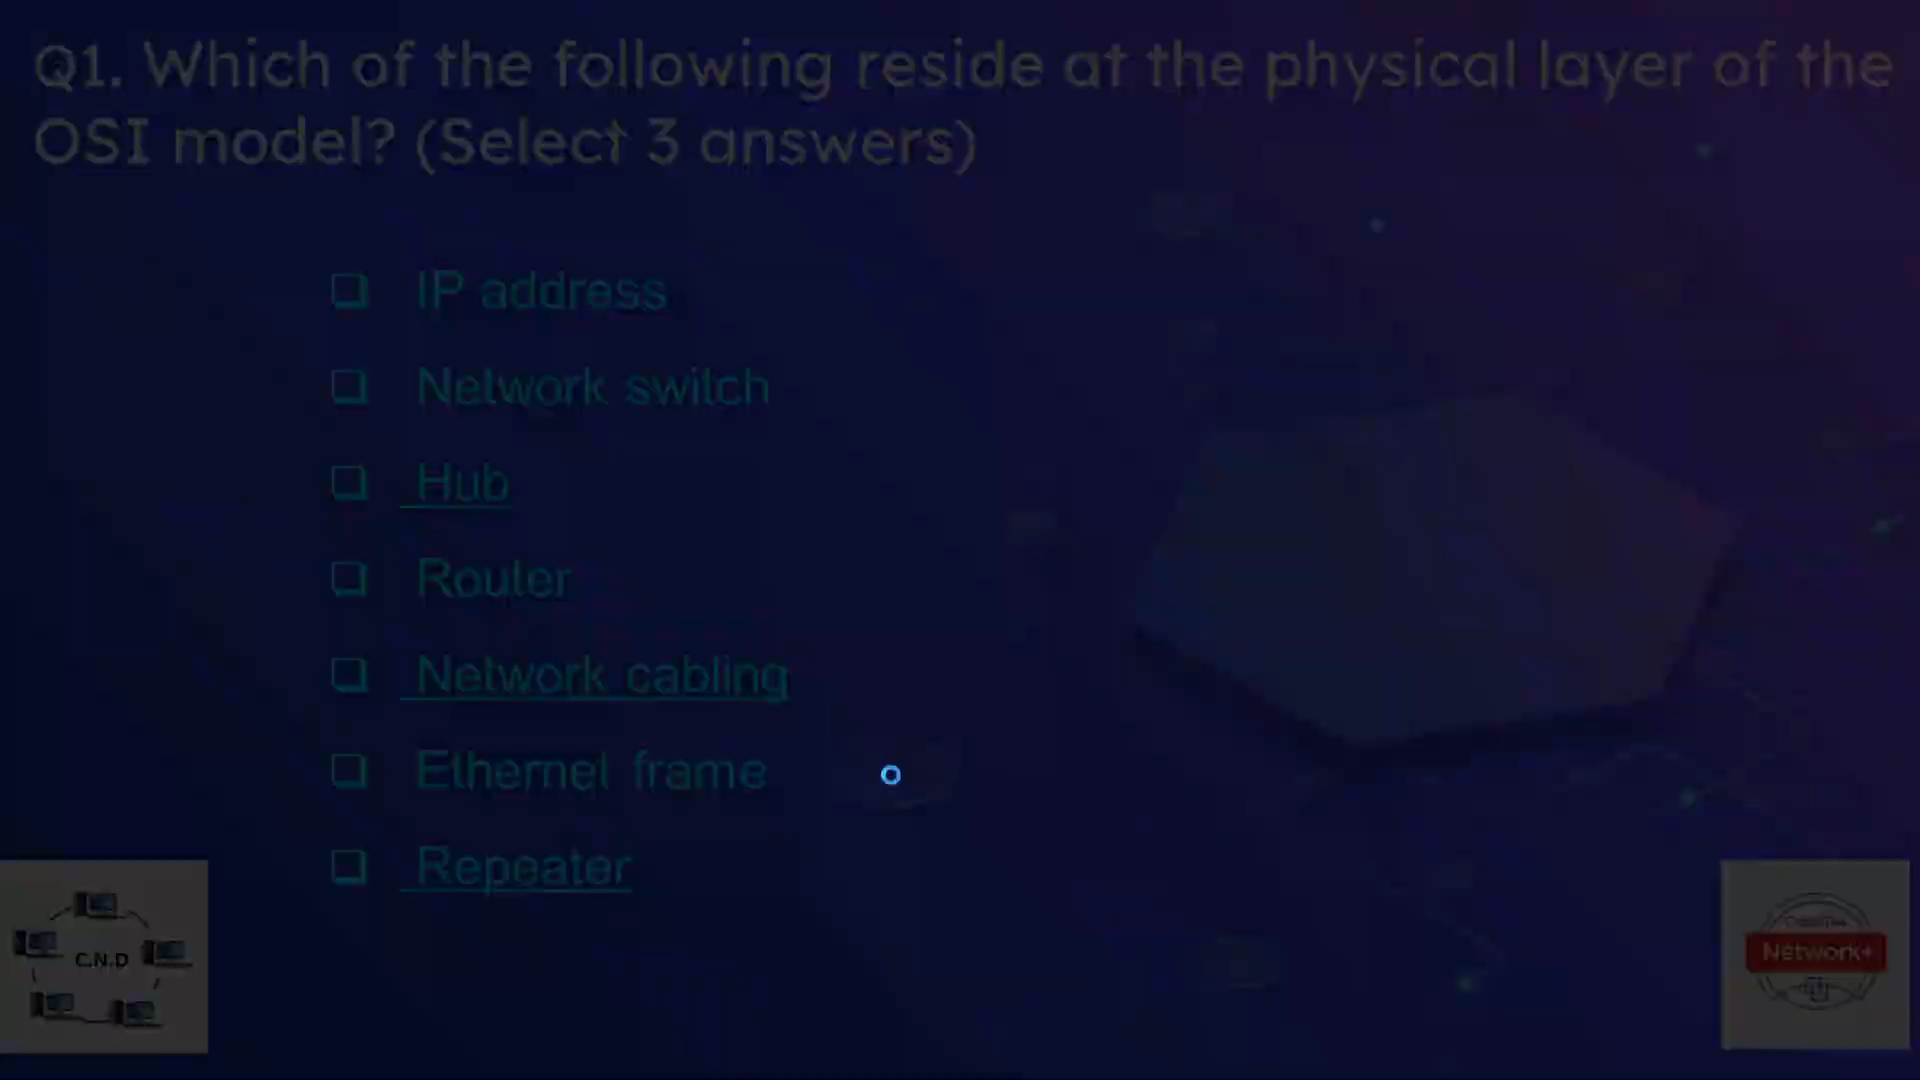 Q1. Which of the following reside at the physical layer of the
OSI model? (Select 3 answers)
IP address
Network switch
Hub
Router
Network cabling
Ethernet frame
Repeater
C.N.D
CompTIA
Network+